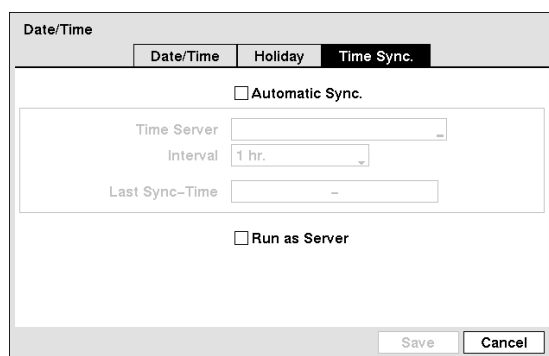 Date/Time
Date/Time Holiday Time Sync.
Automatic Sync.
Time Server
Interval 1 hr.
Last Sync-Time –
Run as Server
Save Cancel